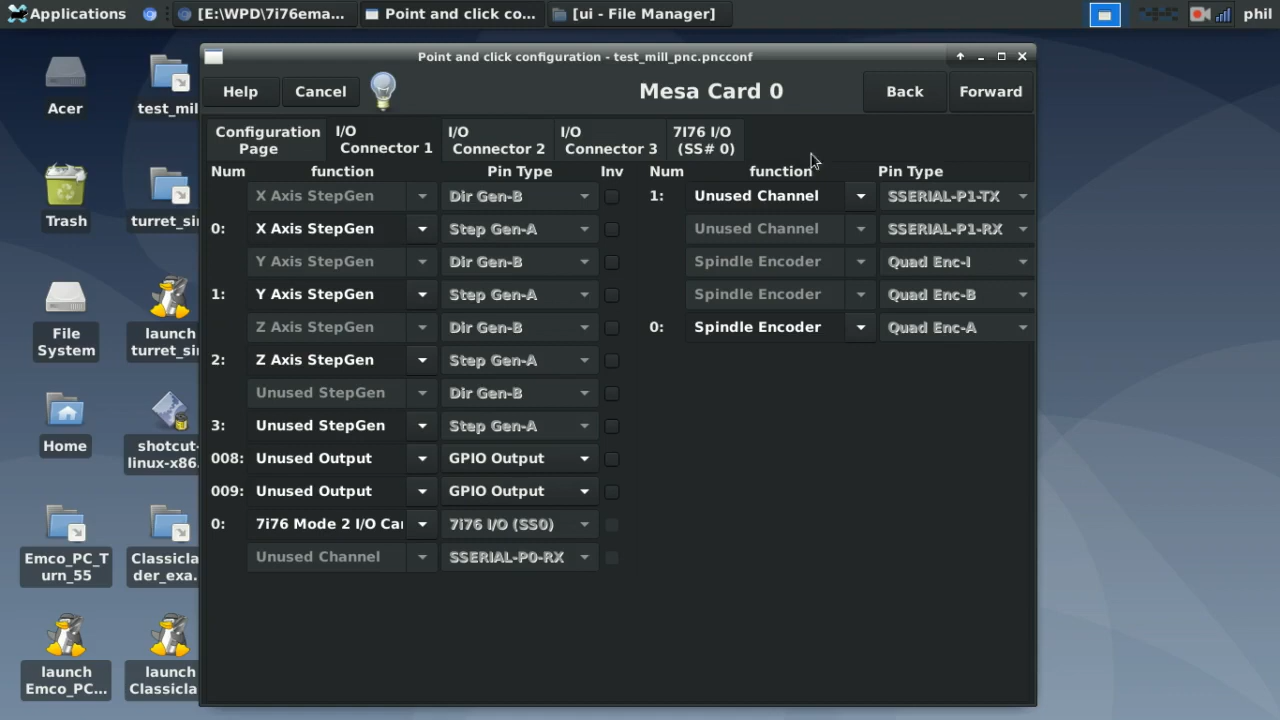 Applications
[E:\WPD\7i76ema...
Point and click co...
[ui - File Manager]
phil
Acer
test_mil
Trash
turret_si
File
System
launch
turret_si
Home
shotcut-
linux-x86.
Emco_PC_T
urn_55
Classicla
der_exa.
launch
Emco_PC...
launch
Classicla
Point and click configuration - test_mill_pnc.pncconf
Help
Cancel
Mesa Card 0
Back
Forward
Configuration
Page
I/O
Connector 1
I/O
Connector 2
I/O
Connector 3
7I76 I/O
(SS# 0)
Num function Pin Type Inv
X Axis StepGen Dir Gen-B
0: X Axis StepGen Step Gen-A
Y Axis StepGen Dir Gen-B
1: Y Axis StepGen Step Gen-A
Z Axis StepGen Dir Gen-B
2: Z Axis StepGen Step Gen-A
Unused StepGen Dir Gen-B
3: Unused StepGen Step Gen-A
008: Unused Output GPIO Output
009: Unused Output GPIO Output
0: 7i76 Mode 2 I/O Car 7i76 I/O (SS0)
Unused Channel SSERIAL-P0-RX
Num function Pin Type
1: Unused Channel SSERIAL-P1-TX
Unused Channel SSERIAL-P1-RX
Spindle Encoder Quad Enc-I
Spindle Encoder Quad Enc-B
0: Spindle Encoder Quad Enc-A